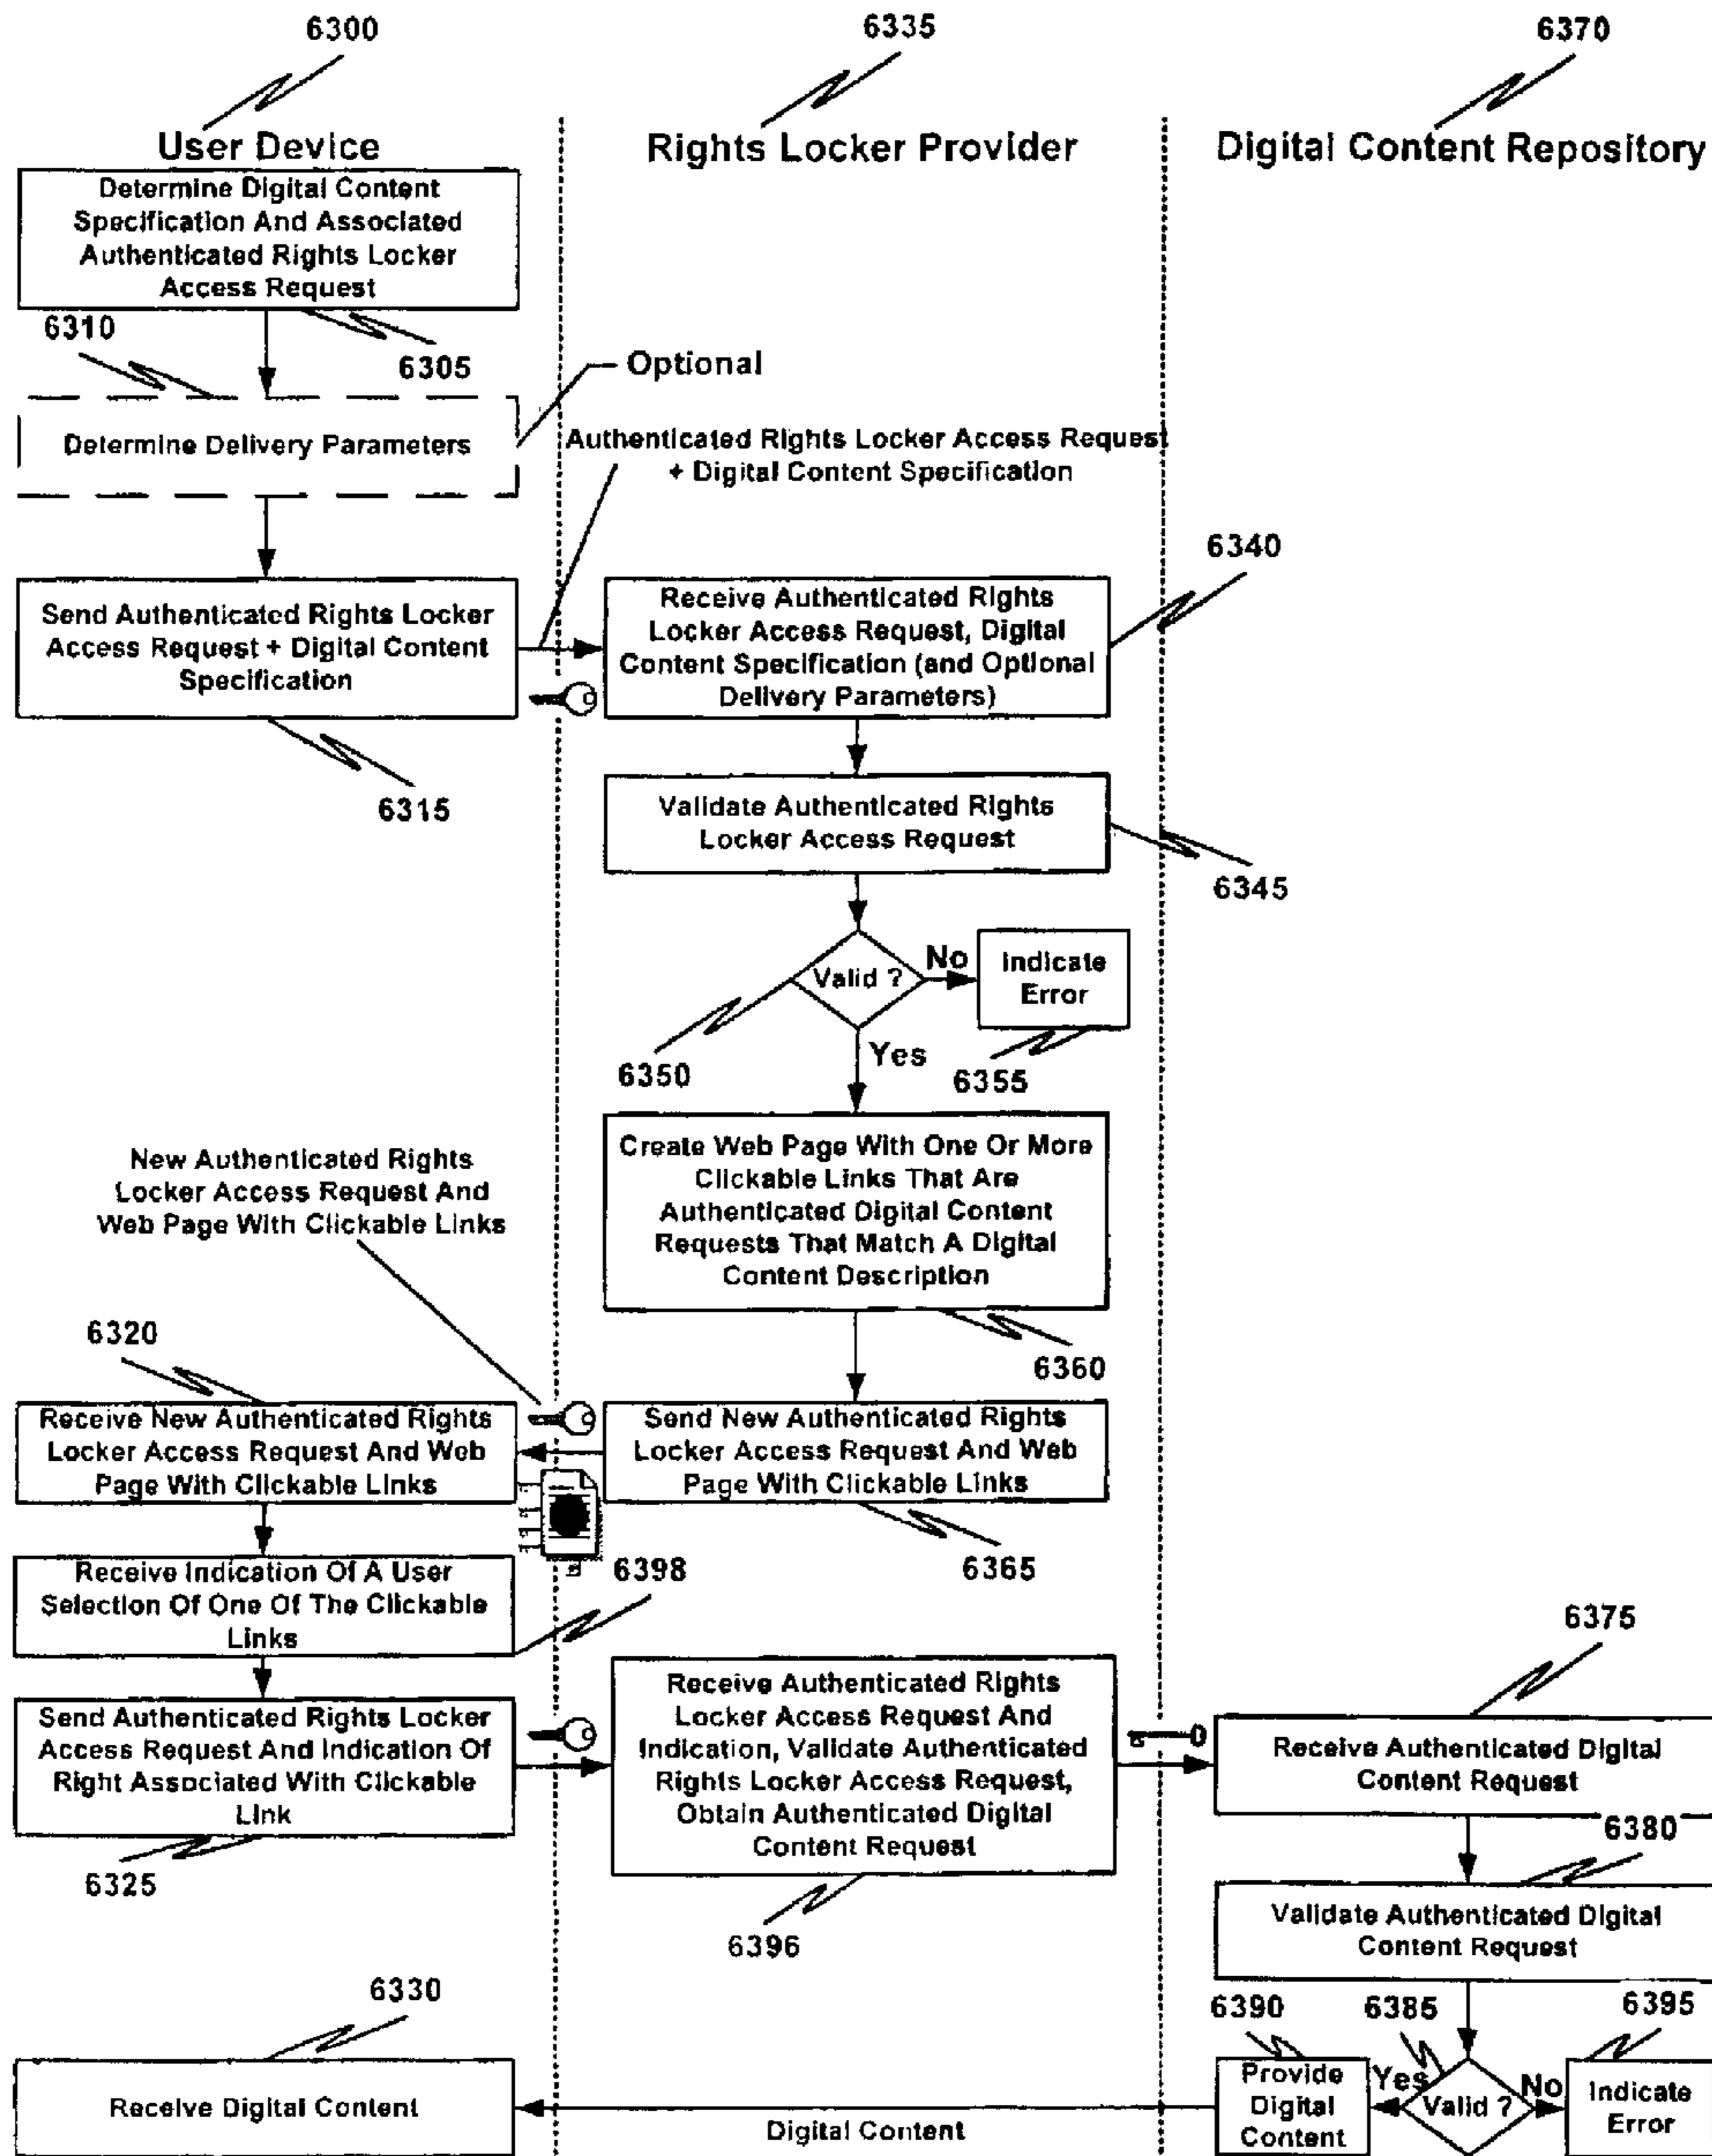 6300
6335
6370
User Device
Rights Locker Provider
Digital Content Repository
Determine Digital Content
Specification And Associated
Authenticated Rights Locker
Access Request
6310
6305
Optional
Determine Delivery Parameters
Authenticated Rights Locker Access Request
+ Digital Content Specification
6340
Send Authenticated Rights Locker
Access Request + Digital Content
Specification
Receive Authenticated Rights
Locker Access Request, Digital
Content Specification (and Optional
Delivery Parameters)
6315
Validate Authenticated Rights
Locker Access Request
6345
Valid ?
No
Indicate
Error
6350
Yes
6355
New Authenticated Rights
Locker Access Request And
Web Page With Clickable Links
Create Web Page With One Or More
Clickable Links That Are
Authenticated Digital Content
Requests That Match A Digital
Content Description
6320
6360
Receive New Authenticated Rights
Locker Access Request And Web
Page With Clickable Links
Send New Authenticated Rights
Locker Access Request And Web
Page With Clickable Links
6398
6365
Receive Indication Of A User
Selection Of One Of The Clickable
Links
6375
Send Authenticated Rights Locker
Access Request And Indication Of
Right Associated With Clickable
Link
Receive Authenticated Rights
Locker Access Request And
Indication, Validate Authenticated
Rights Locker Access Request,
Obtain Authenticated Digital
Content Request
Receive Authenticated Digital
Content Request
6380
6325
6396
Validate Authenticated Digital
Content Request
6330
6390
6385
6395
Receive Digital Content
Digital Content
Provide
Digital
Content
Yes
Valid ?
No
Indicate
Error